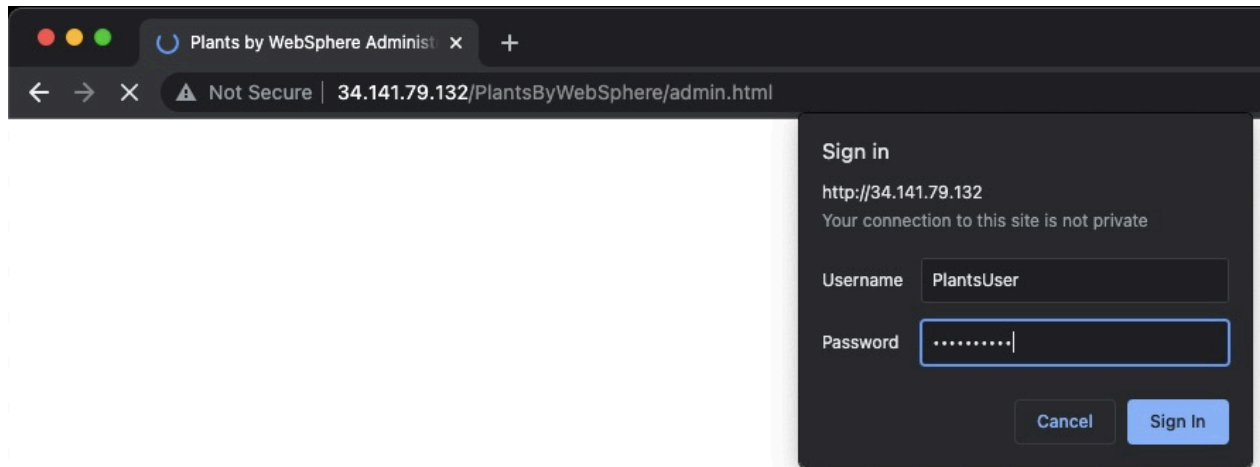 Plants by WebSphere Administ
Not Secure | 34.141.79.132/PlantsByWebSphere/admin.html
Sign in
http://34.141.79.132
Your connection to this site is not private
Username PlantsUser
Password ••••••••••
Cancel Sign In